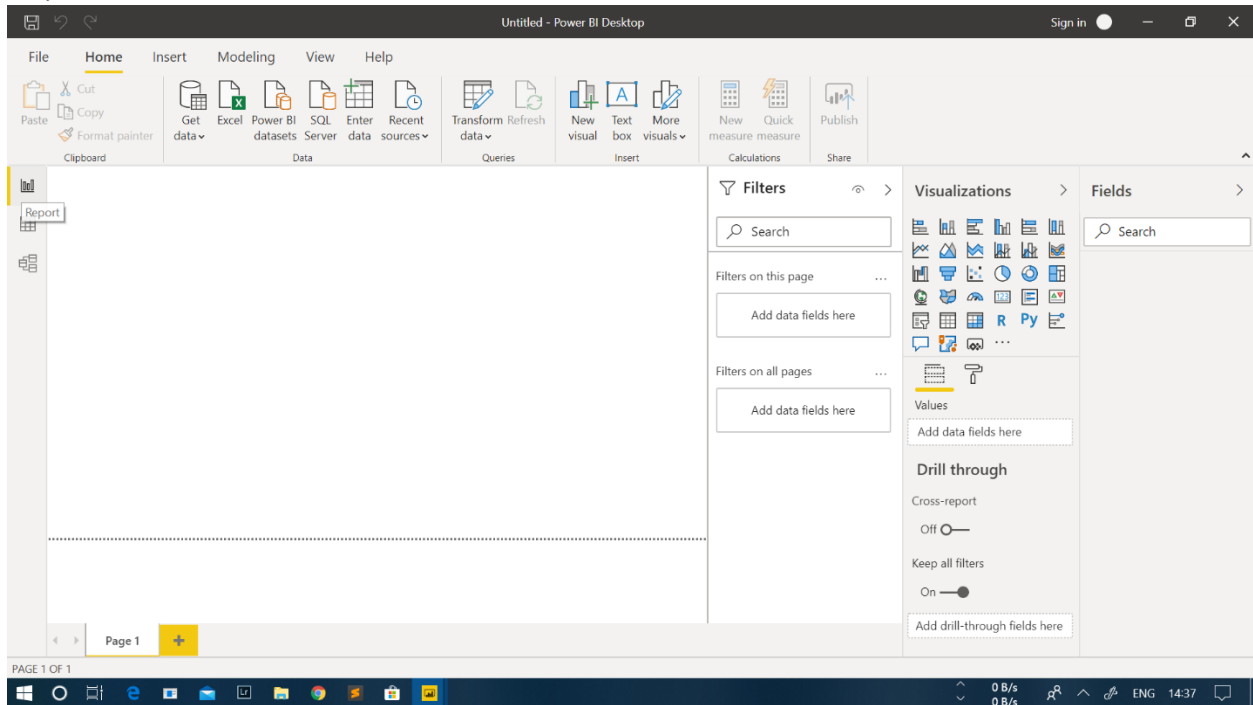 Untitled - Power BI Desktop
Sign in
File Home Insert Modeling View Help
Paste
Cut
Copy
Format painter
Clipboard
Get data
Excel
Power BI datasets
SQL Server
Enter data
Recent sources
Data
Transform data
Refresh
Queries
New visual
Text box
More visuals
Insert
New measure
Quick measure
Calculations
Publish
Share
Report
Filters
Search
Filters on this page ...
Add data fields here
Filters on all pages ...
Add data fields here
Visualizations
123
R Py
...
Values
Add data fields here
Drill through
Cross-report
Off
Keep all filters
On
Add drill-through fields here
Fields
Search
Page 1
+
PAGE 1 OF 1
Lr
0 B/s
0 B/s
ENG 14:37